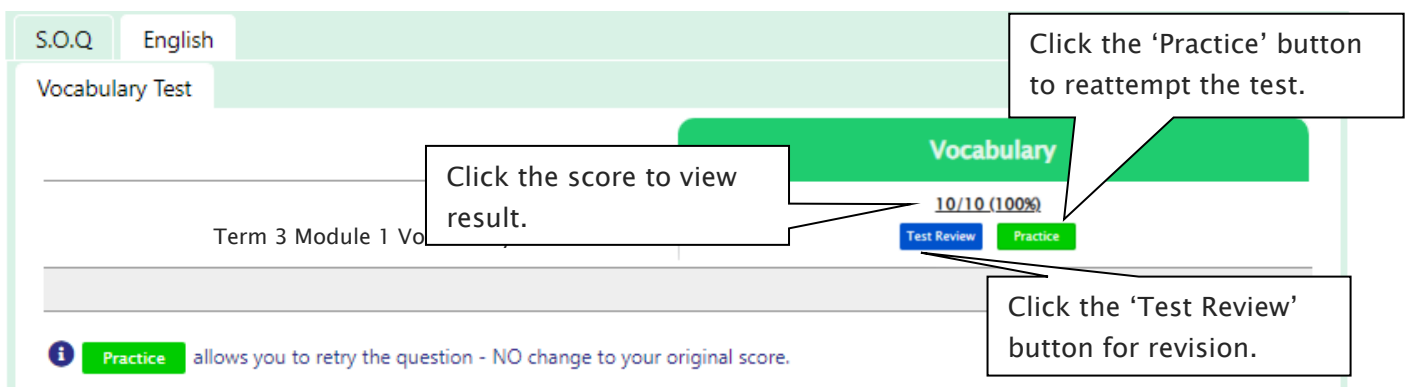 S.O.Q English
Click the ‘Practice’ button
to reattempt the test.
Vocabulary Test
Vocabulary
Click the score to view
result.
10/10 (100%)
Term 3 Module 1
Test Review Practice
Click the ‘Test Review’
button for revision.
Practice allows you to retry the question - NO change to your original score.